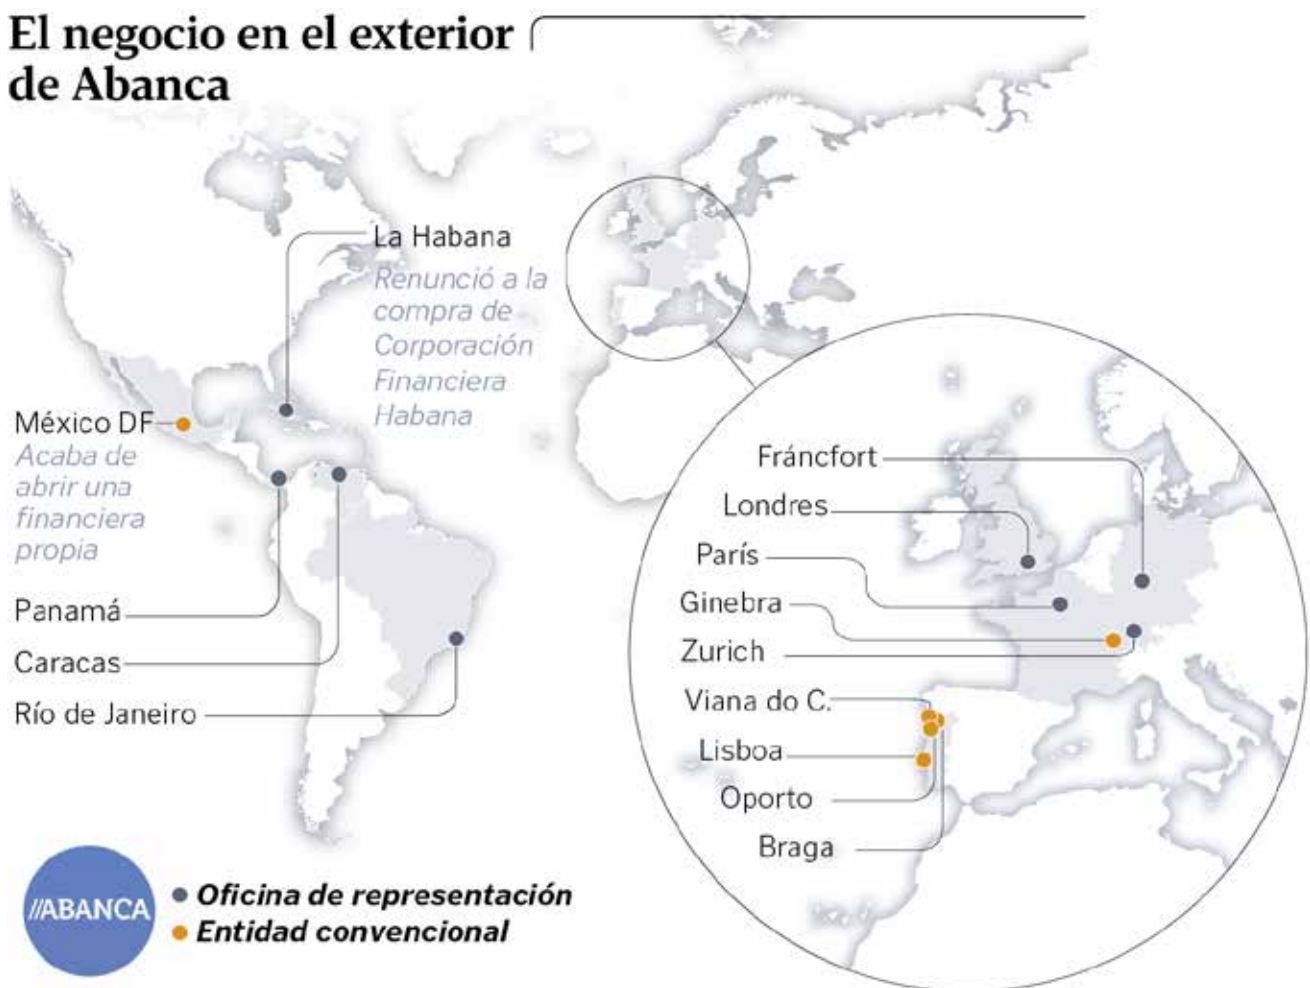 El negocio en el exterior
de Abanca
La Habana
Renunció a la
compra de
Corporación
Financiera
Habana
México DF
Acaba de
abrir una
financiera
propia
Panamá
Caracas
Río de Janeiro
Fráncfort
Londres
París
Ginebra
Zurich
Viana do C.
Lisboa
Oporto
Braga
//ABANCA
Oficina de representación
Entidad convencional